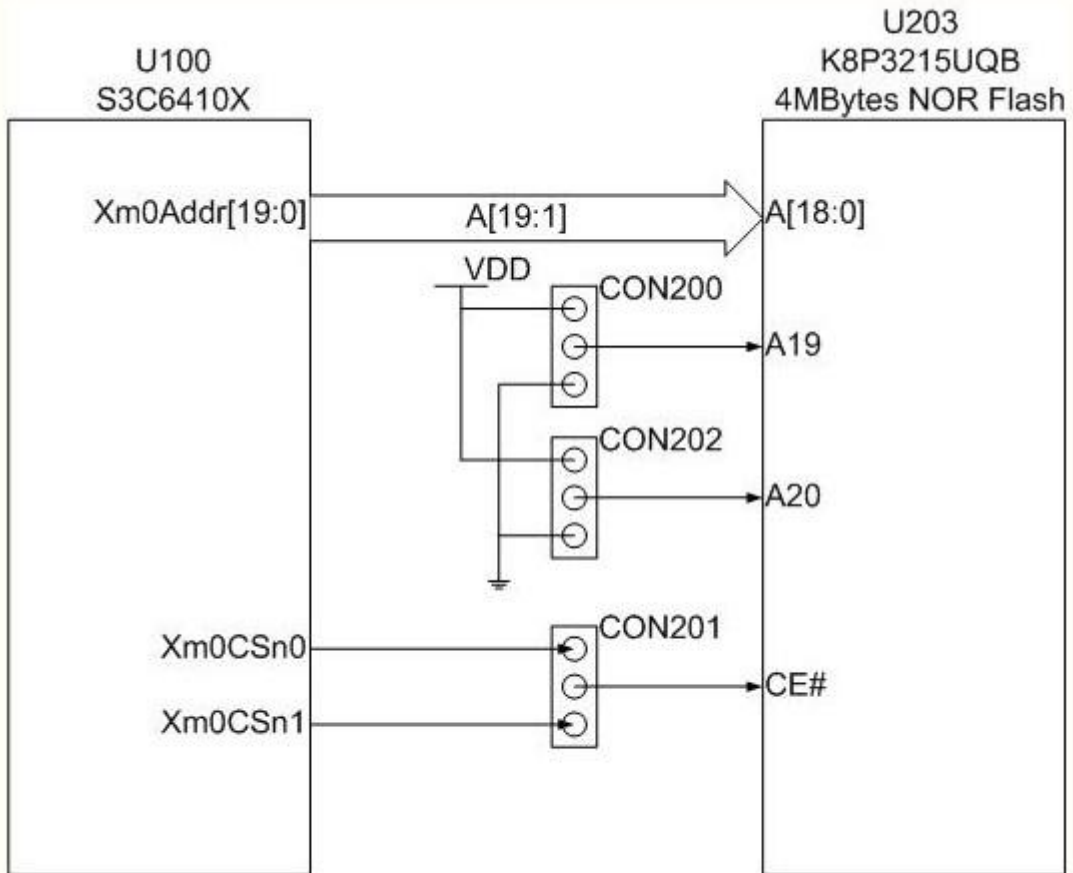 U100
S3C6410X
U203
K8P3215UQB
4MBytes NOR Flash
Xm0Addr[19:0]
A[19:1]
A[18:0]
VDD
CON200
A19
CON202
A20
Xm0CSn0
CON201
CE#
Xm0CSn1